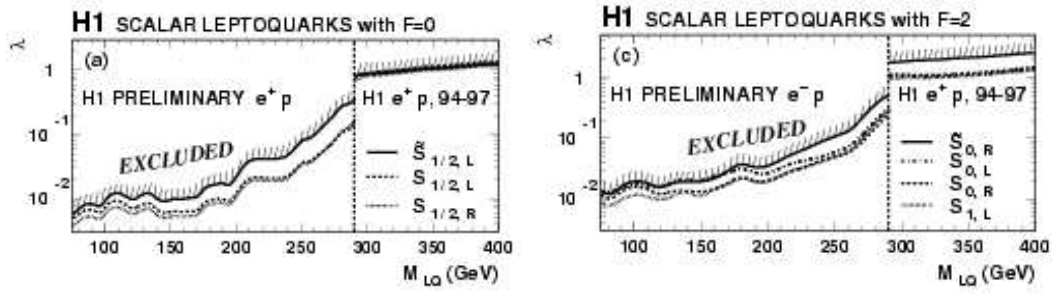 H1 SCALAR LEPTOQUARKS with F=0
λ
(a)
1
H1 PRELIMINARY e⁺ p
H1 e⁺ p, 94-97
10⁻¹
EXCLUDED
S̃ 1/2, L
S 1/2, L
S 1/2, R
10⁻²
100 150 200 250 300 350 400
M LQ (GeV)
H1 SCALAR LEPTOQUARKS with F=2
λ
(c)
1
H1 PRELIMINARY e⁻ p
H1 e⁺ p, 94-97
10⁻¹
EXCLUDED
S̃ 0, R
S 0, L
S 0, R
S 1, L
10⁻²
100 150 200 250 300 350 400
M LQ (GeV)